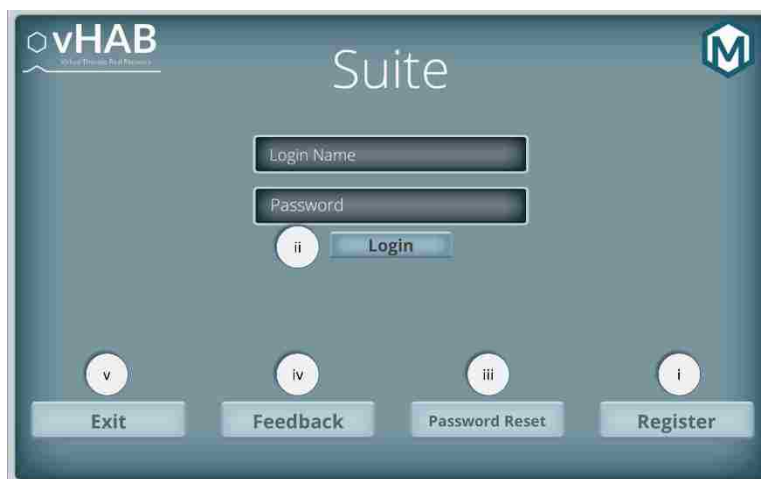 vHAB
Suite
Login Name
Password
ii
Login
v
iv
iii
i
Exit
Feedback
Password Reset
Register